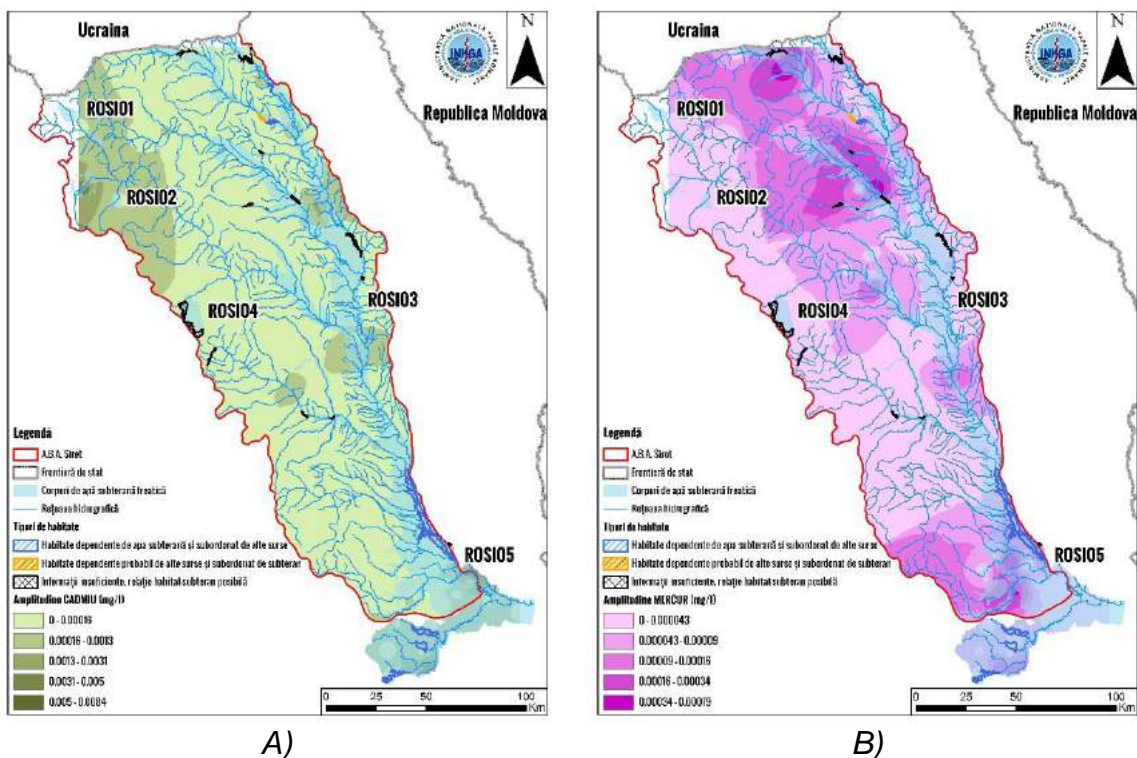 Ucraina
N
ROSI01
Republica Moldova
ROSI02
ROSI04
ROSI03
ROSI05
Legendă
A.B.A. Siret
Frontieră de stat
Corpuri de apă subterană freatică
Rețeaua hidrografică
Tipuri de habitate
Habitate dependente de apa subterană și subordonat de alte surse
Habitate dependente probabil de alte surse și subordonat de subteran
Informații insuficiente, relație habitat subteran posibilă
Amplitudine CADMIU (mg/l)
0 - 0.00016
0.00016 - 0.0013
0.0013 - 0.0031
0.0031 - 0.005
0.005 - 0.0084
0 25 50 100
Km
A)
Ucraina
N
ROSI01
Republica Moldova
ROSI02
ROSI04
ROSI03
ROSI05
Legendă
A.B.A. Siret
Frontieră de stat
Corpuri de apă subterană freatică
Rețeaua hidrografică
Tipuri de habitate
Habitate dependente de apa subterană și subordonat de alte surse
Habitate dependente probabil de alte surse și subordonat de subteran
Informații insuficiente, relație habitat subteran posibilă
Amplitudine MERCUR (mg/l)
0 - 0.000043
0.000043 - 0.00009
0.00009 - 0.00016
0.00016 - 0.00034
0.00034 - 0.00079
0 25 50 100
Km
B)